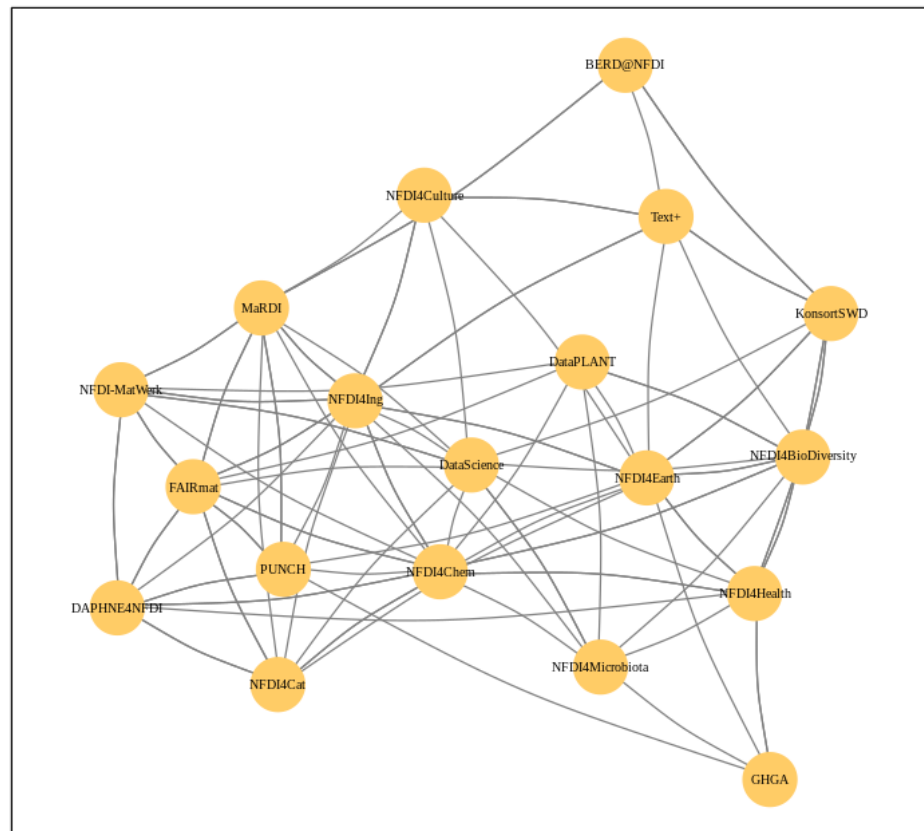 BERD@NFDI
NFDI4Culture
Text+
MaRDI
KonsortSWD
DataPLANT
NFDI-MatWerk
NFDI4Ing
NFDI4BioDiversity
DataScience
NFDI4Earth
FAIRmat
PUNCH
NFDI4Chem
NFDI4Health
DAPHNE4NFDI
NFDI4Microbiota
NFDI4Cat
GHGA